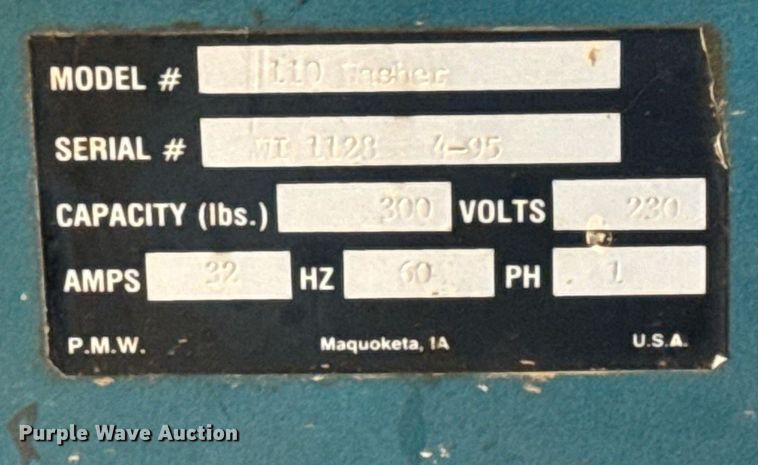 MODEL # 110 Washer
SERIAL # WI 1128 4-95
CAPACITY (lbs.) 300 VOLTS 230
AMPS 32 HZ 60 PH 1
P.M.W. Maquoketa, IA U.S.A.
Purple Wave Auction